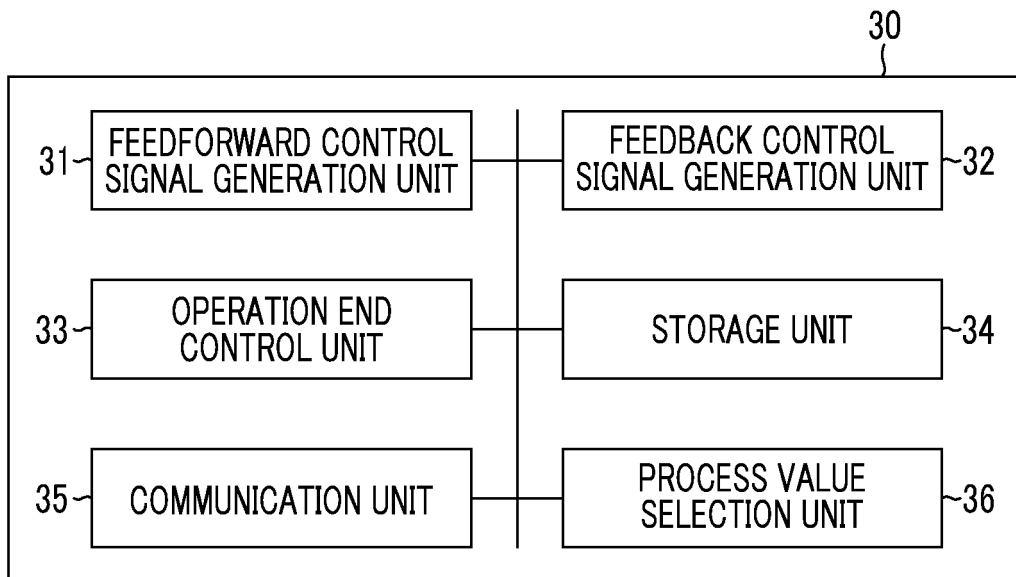 30
31
FEEDFORWARD CONTROL
SIGNAL GENERATION UNIT
FEEDBACK CONTROL
SIGNAL GENERATION UNIT
32
33
OPERATION END
CONTROL UNIT
STORAGE UNIT
34
35
COMMUNICATION UNIT
PROCESS VALUE
SELECTION UNIT
36